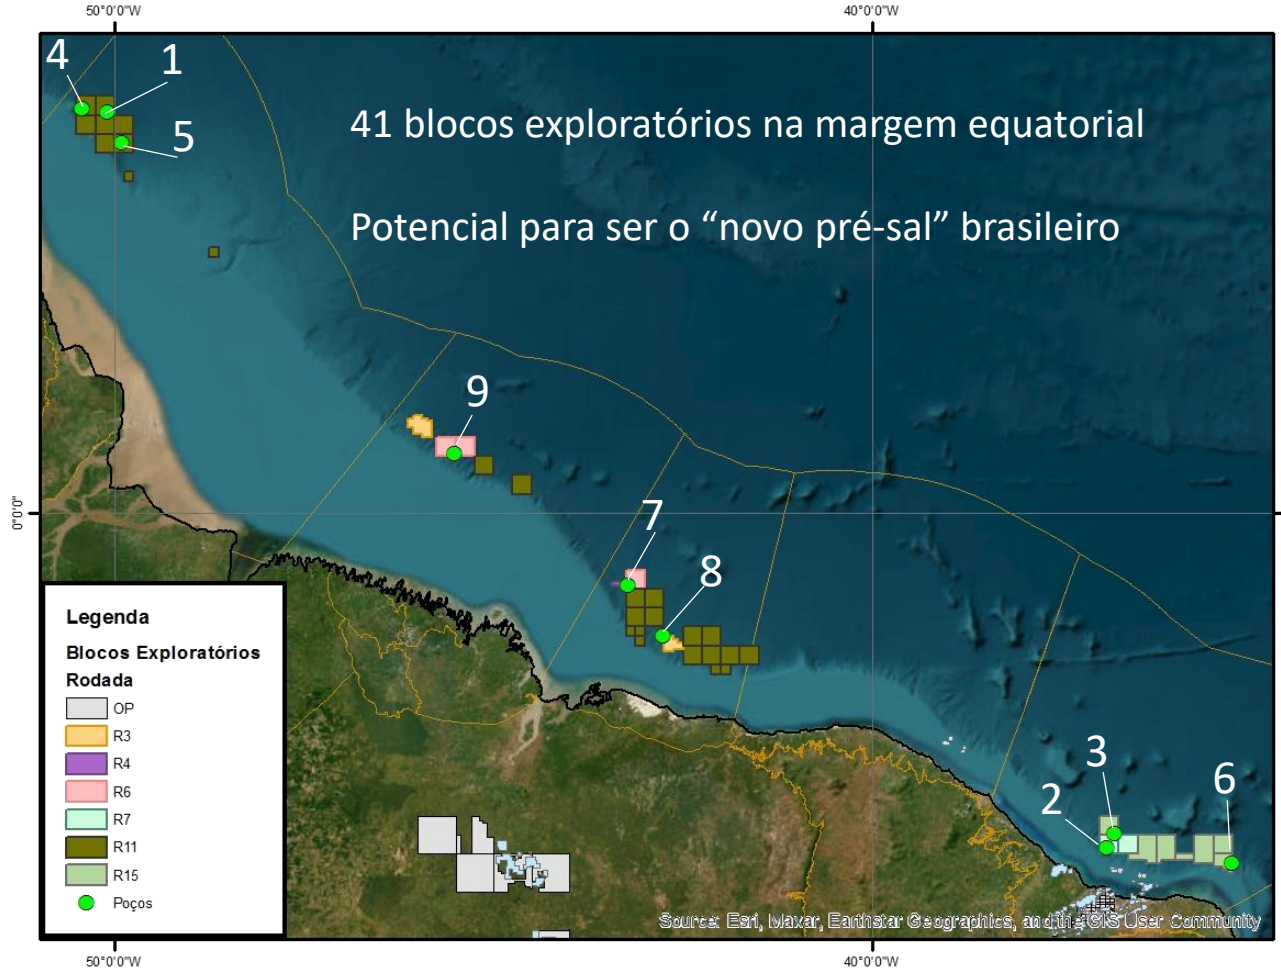 50°0'0"W
40°0'0"W
4
1
5
41 blocos exploratórios na margem equatorial
Potencial para ser o “novo pré-sal” brasileiro
9
0°0'0"
7
8
Legenda
Blocos Exploratórios
Rodada
OP
R3
R4
R6
R7
R11
R15
Poços
3
2
6
Source: Esri, Maxar, Earthstar Geographics, and the GIS User Community
50°0'0"W
40°0'0"W